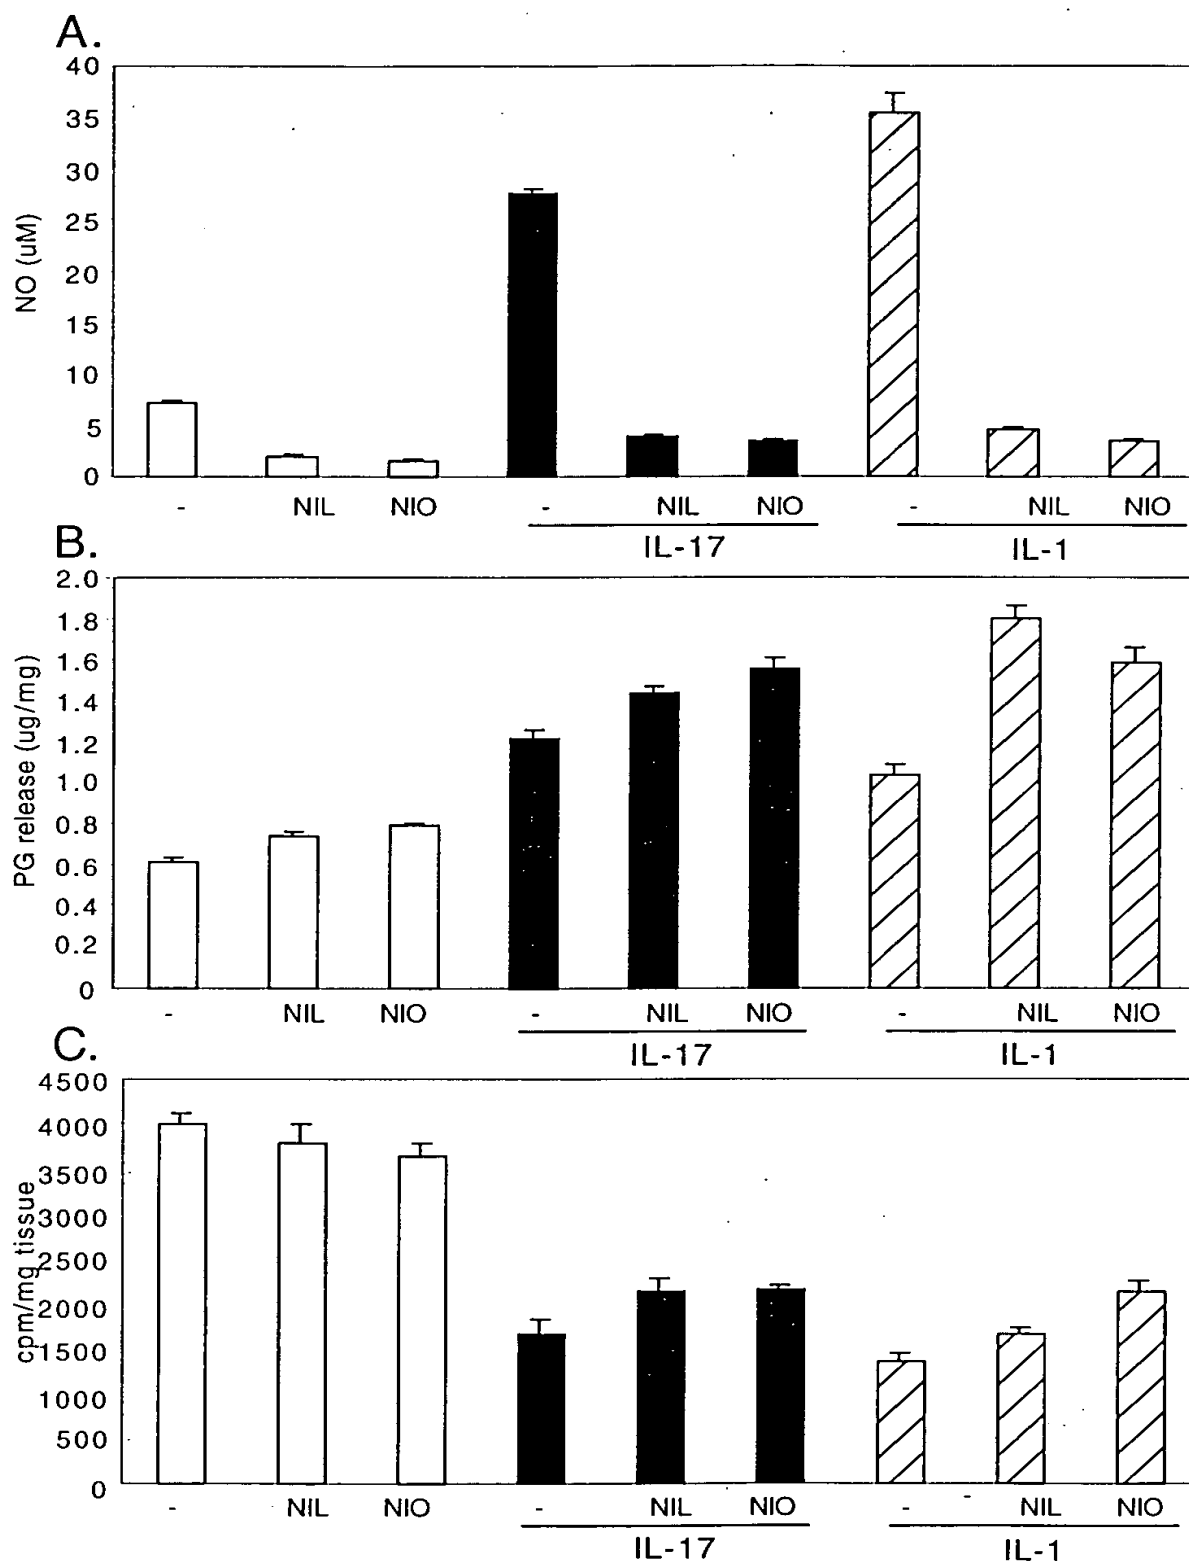 A.
40
35
30
25
20
15
10
5
0
NO (uM)
- NIL NIO - NIL NIO - NIL NIO
IL-17 IL-1
B.
2.0
1.8
1.6
1.4
1.2
1.0
0.8
0.6
0.4
0.2
0
PG release (ug/mg)
- NIL NIO - NIL NIO - NIL NIO
IL-17 IL-1
C.
4500
4000
3500
3000
2500
2000
1500
1000
500
0
cpm/mg tissue
- NIL NIO - NIL NIO - NIL NIO
IL-17 IL-1